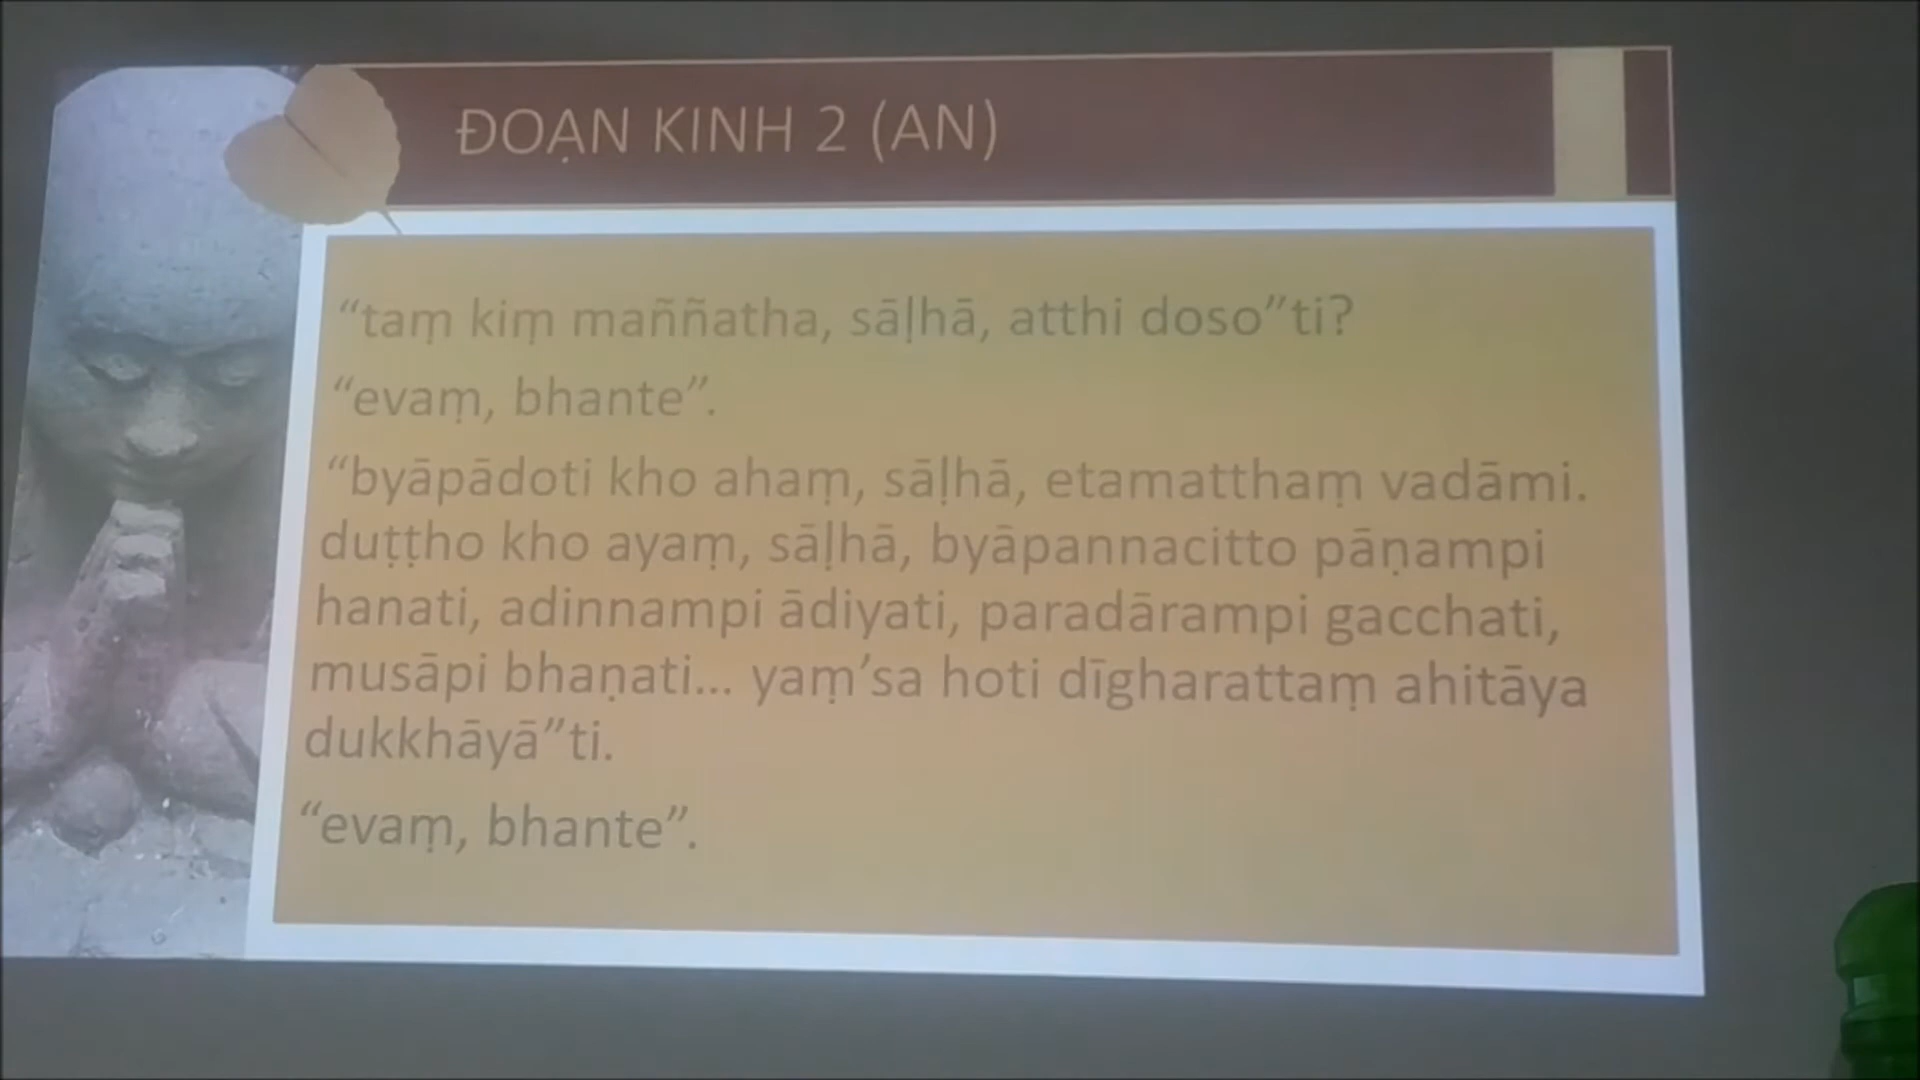 ĐOẠN KINH 2 (AN)
“taṃ kiṃ maññatha, sāḷhā, atthi doso”ti?
“evaṃ, bhante”.
“byāpādoti kho ahaṃ, sāḷhā, etamatthaṃ vadāmi.
duṭṭho kho ayaṃ, sāḷhā, byāpannacitto pāṇampi
hanati, adinnampi ādiyati, paradārampi gacchati,
musāpi bhaṇati... yaṃ’sa hoti dīgharattaṃ ahitāya
dukkhāyā”ti.
“evaṃ, bhante”.